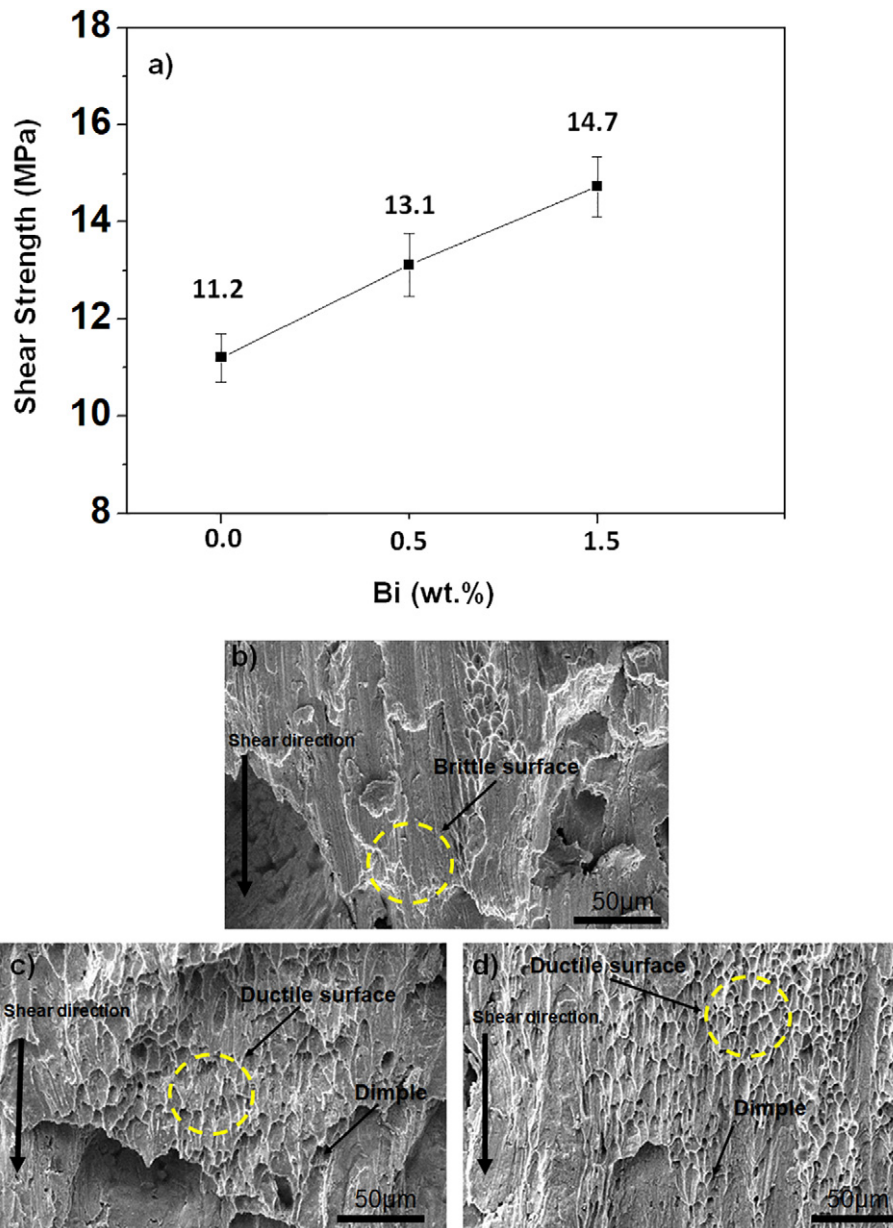 18
a)
16
14
12
10
8
Shear Strength (MPa)
14.7
13.1
11.2
0.0 0.5 1.5
Bi (wt.%)
b)
Shear direction
Brittle surface
50μm
c)
Ductile surface
Shear direction
Dimple
50μm
d)
Ductile surface
Shear direction
Dimple
50μm